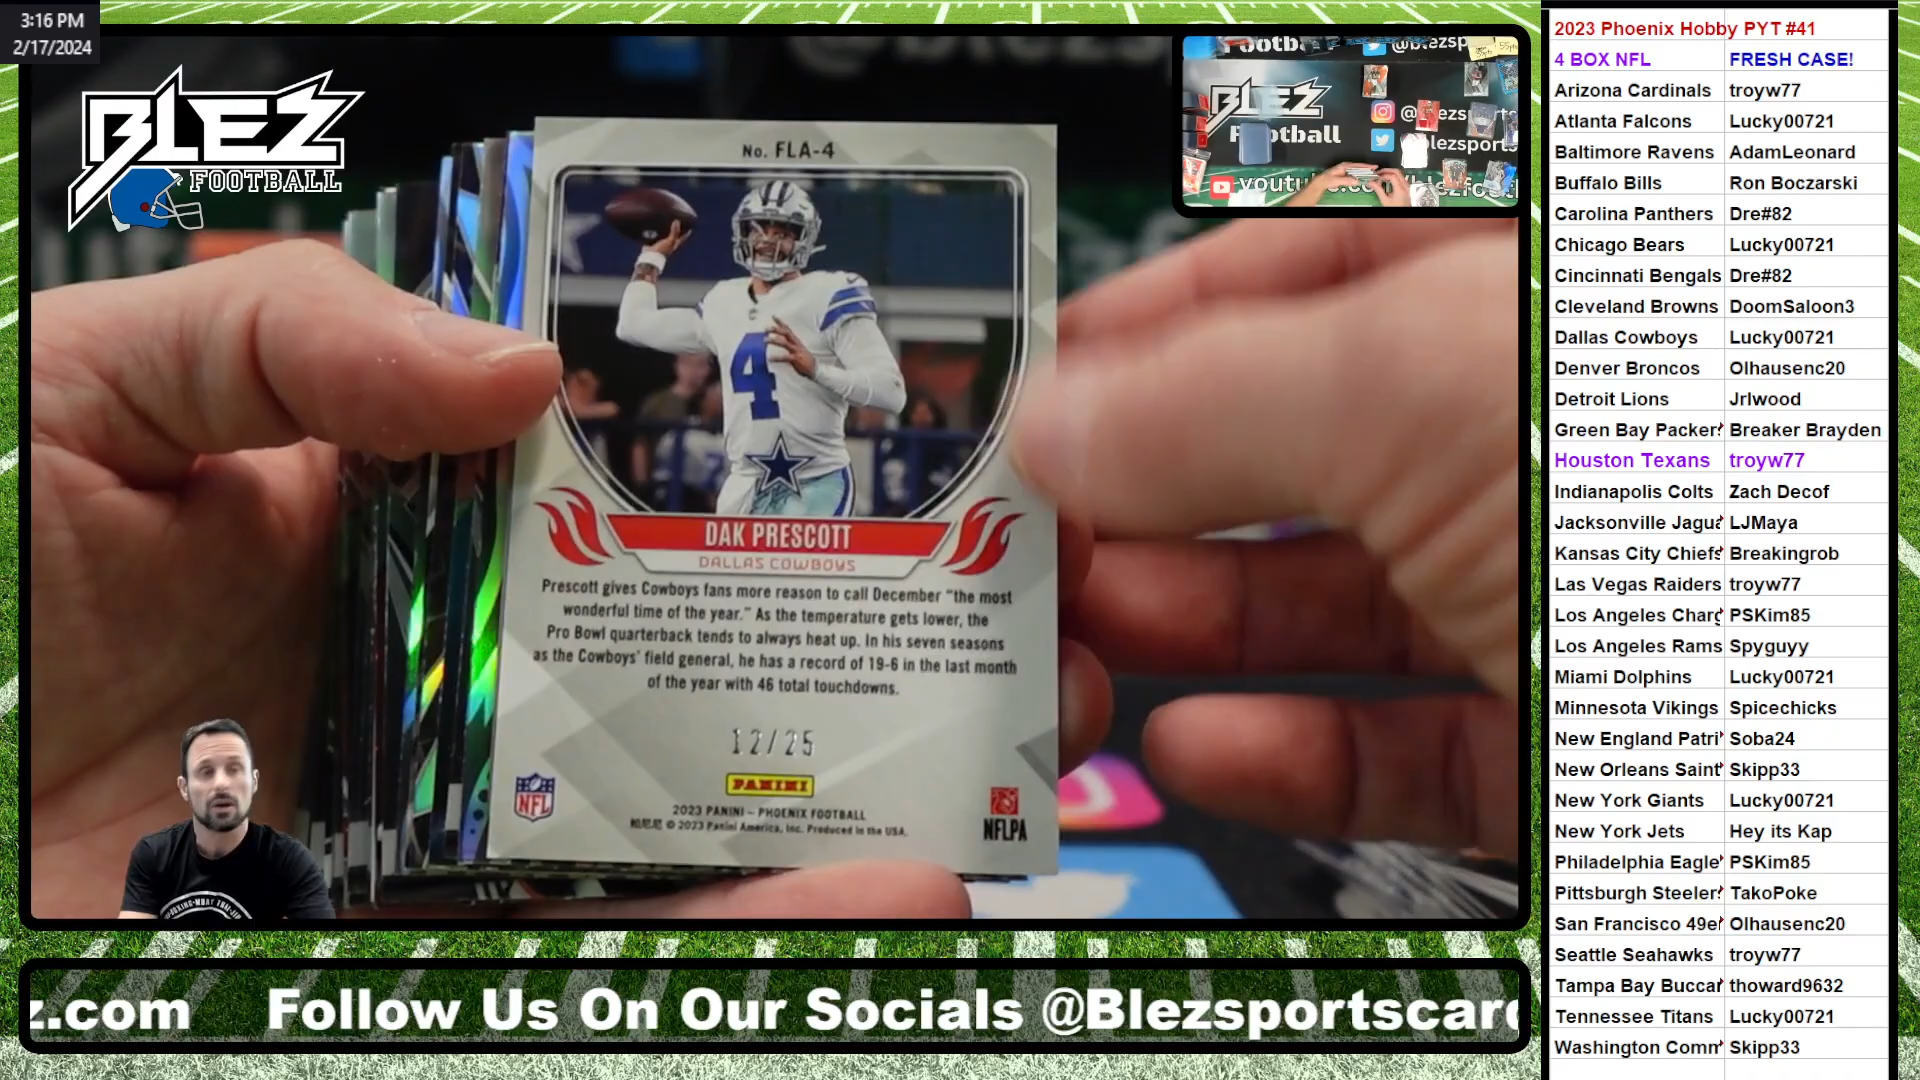 3:16 PM
2/17/2024
BLEZ
FOOTBALL
No. FLA-4
4
DAK PRESCOTT
DALLAS COWBOYS
Prescott gives Cowboys fans more reason to call December "the most
wonderful time of the year." As the temperature gets lower, the
Pro Bowl quarterback tends to always heat up. In his seven seasons
as the Cowboys' field general, he has a record of 19-6 in the last month
of the year with 46 total touchdowns.
12/25
PANINI
NFL
2023 PANINI – PHOENIX FOOTBALL
© 2023 Panini America, Inc. Produced in the USA.
NFLPA
BLEZ
Football
z.com Follow Us On Our Socials @Blezsportscar
2023 Phoenix Hobby PYT #41
4 BOX NFL FRESH CASE!
Arizona Cardinals troyw77
Atlanta Falcons Lucky00721
Baltimore Ravens AdamLeonard
Buffalo Bills Ron Boczarski
Carolina Panthers Dre#82
Chicago Bears Lucky00721
Cincinnati Bengals Dre#82
Cleveland Browns DoomSaloon3
Dallas Cowboys Lucky00721
Denver Broncos Olhausenc20
Detroit Lions Jrlwood
Green Bay Packer Breaker Brayden
Houston Texans troyw77
Indianapolis Colts Zach Decof
Jacksonville Jagua LJMaya
Kansas City Chiefs Breakingrob
Las Vegas Raiders troyw77
Los Angeles Charg PSKim85
Los Angeles Rams Spyguyy
Miami Dolphins Lucky00721
Minnesota Vikings Spicechicks
New England Patri Soba24
New Orleans Saint Skipp33
New York Giants Lucky00721
New York Jets Hey its Kap
Philadelphia Eagle PSKim85
Pittsburgh Steeler TakoPoke
San Francisco 49er Olhausenc20
Seattle Seahawks troyw77
Tampa Bay Buccar thoward9632
Tennessee Titans Lucky00721
Washington Comm Skipp33